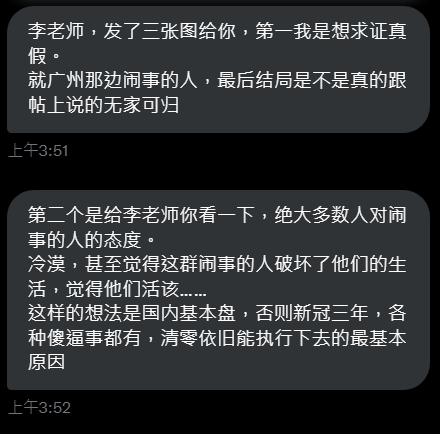 李老师，发了三张图给你，第一我是想求证真
假。
就广州那边闹事的人，最后结局是不是真的跟
帖上说的无家可归
上午3:51
第二个是给李老师你看一下，绝大多数人对闹
事的人的态度。
冷漠，甚至觉得这群闹事的人破坏了他们的生
活，觉得他们活该......
这样的想法是国内基本盘，否则新冠三年，各
种傻逼事都有，清零依旧能执行下去的最基本
原因
上午3:52